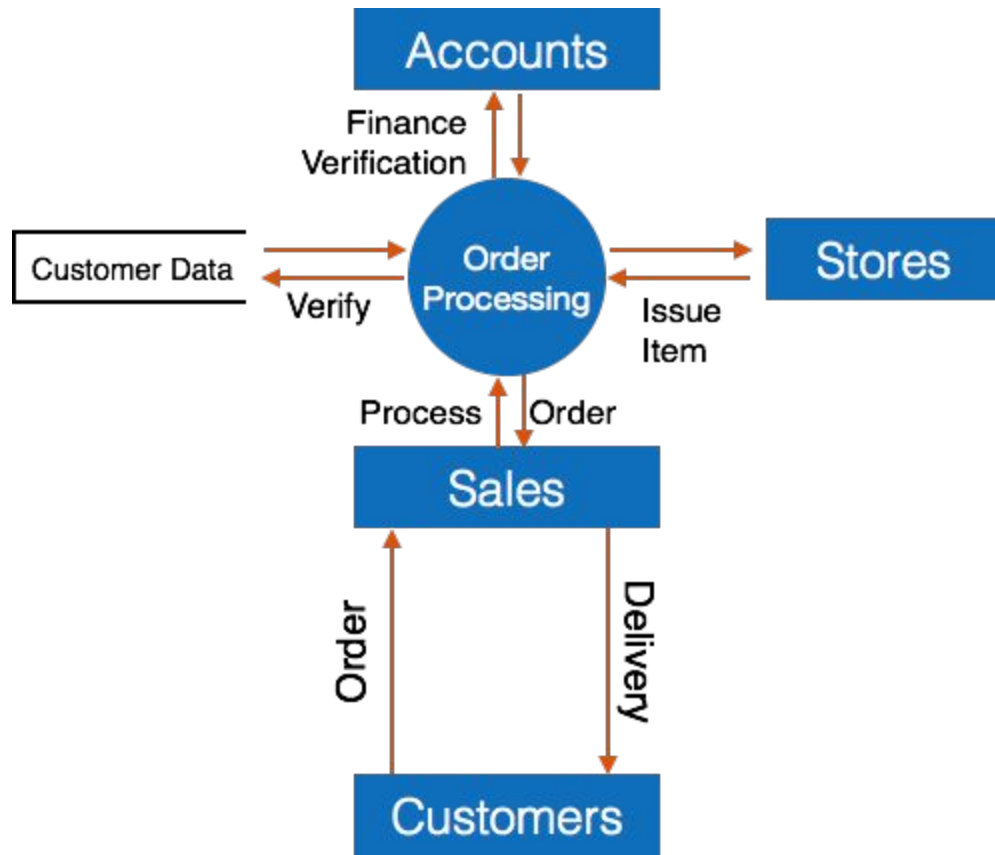 Accounts
Finance
Verification
Customer Data
Order
Processing
Stores
Verify
Issue
Item
Process
Order
Sales
Order
Delivery
Customers